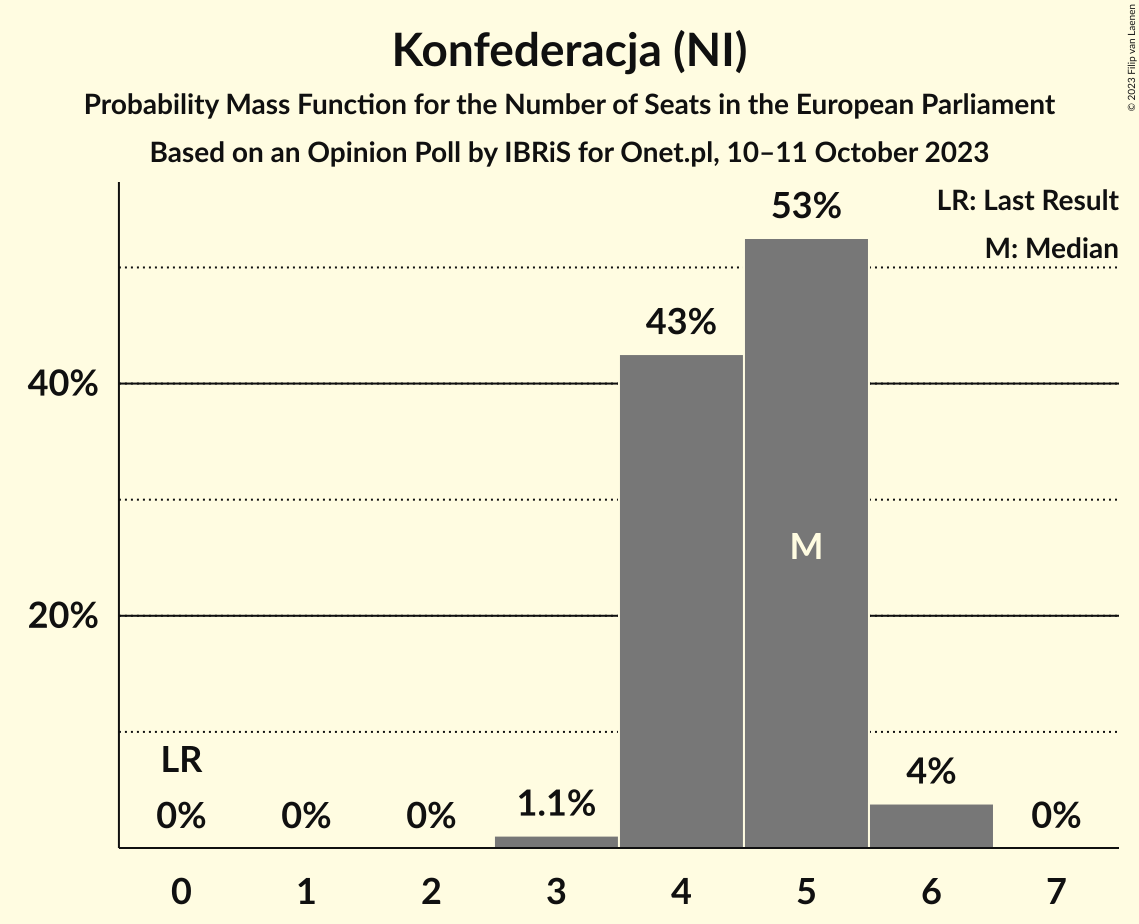 Konfederacja (NI)
Probability Mass Function for the Number of Seats in the European Parliament
Based on an Opinion Poll by IBRiS for Onet.pl, 10–11 October 2023
© 2023 Filip van Laenen
LR: Last Result
M: Median
53%
43%
40%
M
20%
LR
0%
0%
0%
1.1%
4%
0%
0
1
2
3
4
5
6
7